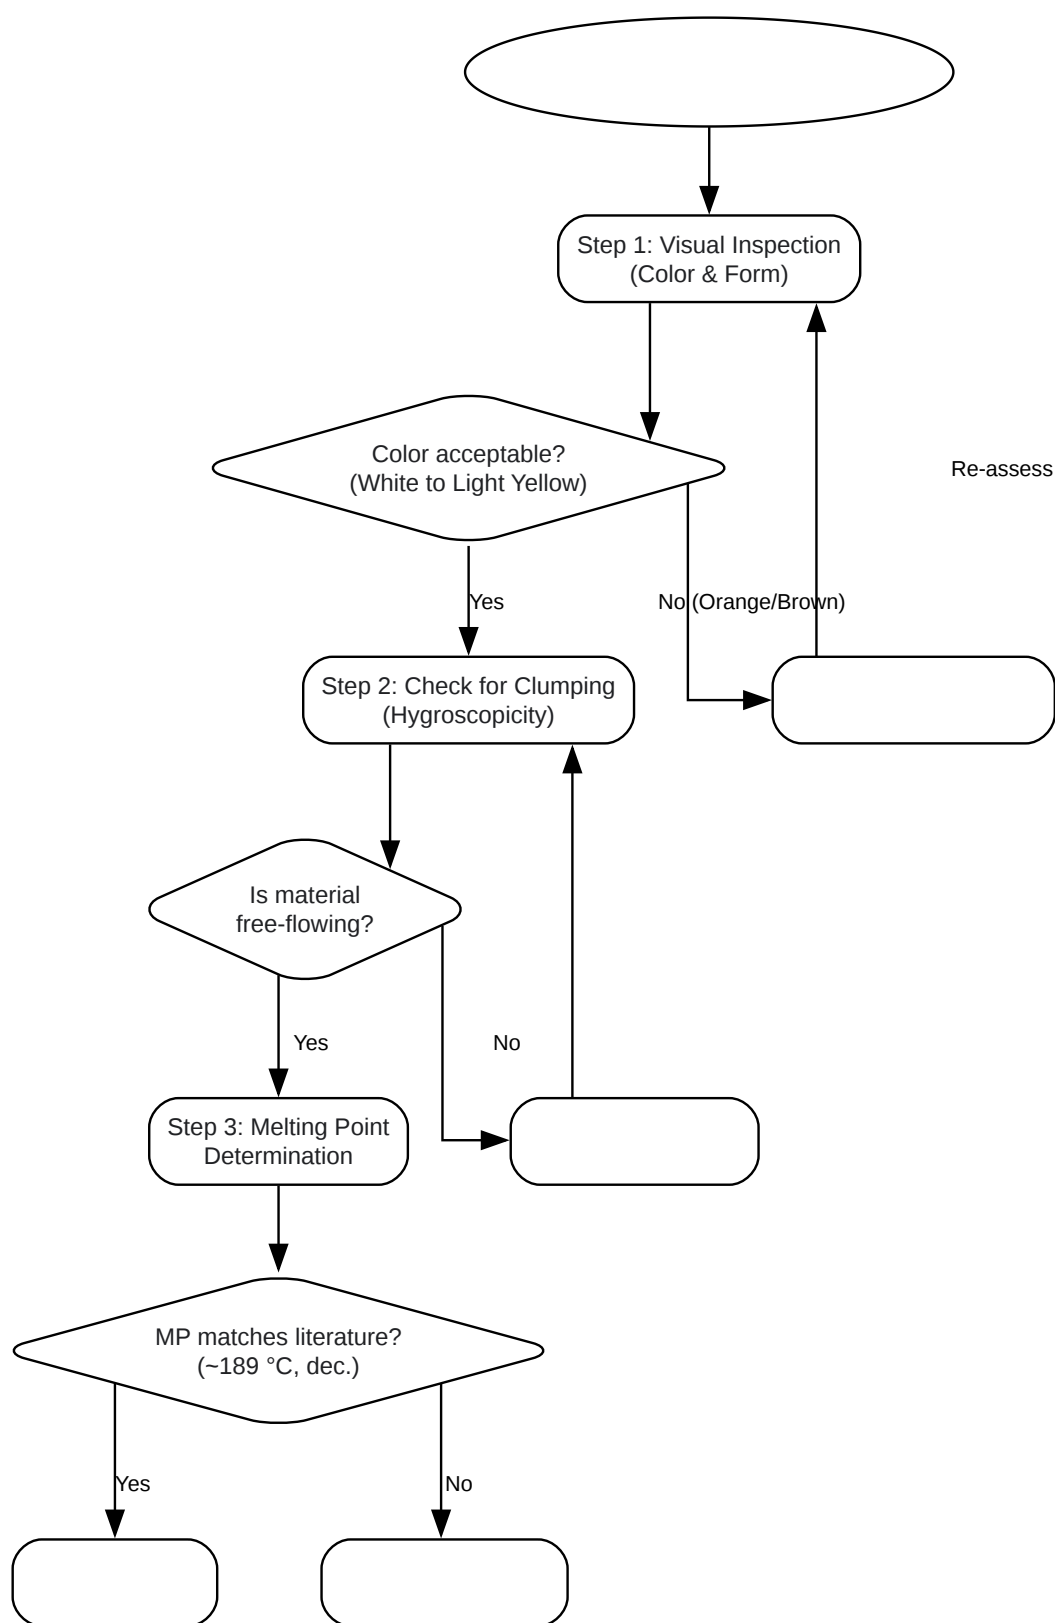 Step 1: Visual Inspection
(Color & Form)
Color acceptable?
(White to Light Yellow)
Re-assess
Yes
No (Orange/Brown)
Step 2: Check for Clumping
(Hygroscopicity)
Is material
free-flowing?
Yes
No
Step 3: Melting Point
Determination
MP matches literature?
(~189 °C, dec.)
Yes
No